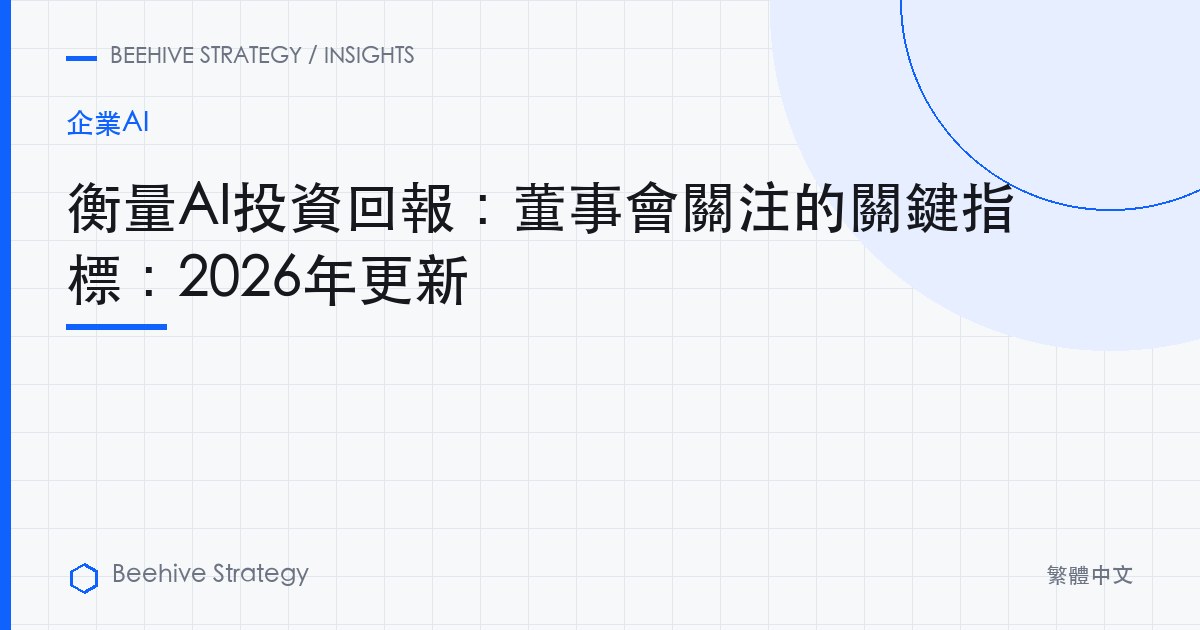 BEEHIVE STRATEGY / INSIGHTS
企業AI
衡量AI投資回報：董事會關注的關鍵指
標：2026年更新
Beehive Strategy
繁體中文